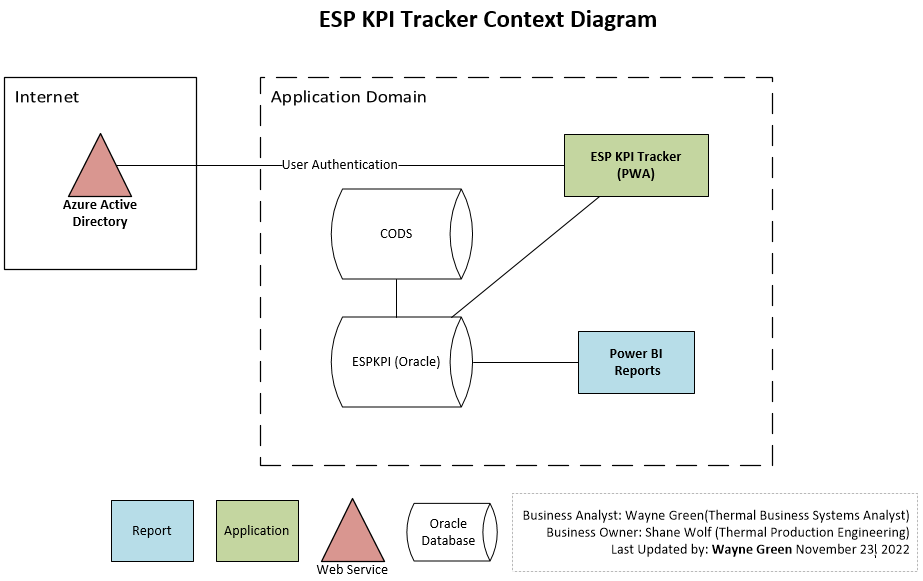 ESP KPI Tracker Context Diagram
Internet
Application Domain
Azure Active
Directory
User Authentication
ESP KPI Tracker
(PWA)
CODS
ESPKPI (Oracle)
Power BI
Reports
Report
Application
Web Service
Oracle
Database
Business Analyst: Wayne Green(Thermal Business Systems Analyst)
Business Owner: Shane Wolf (Thermal Production Engineering)
Last Updated by: Wayne Green November 23, 2022